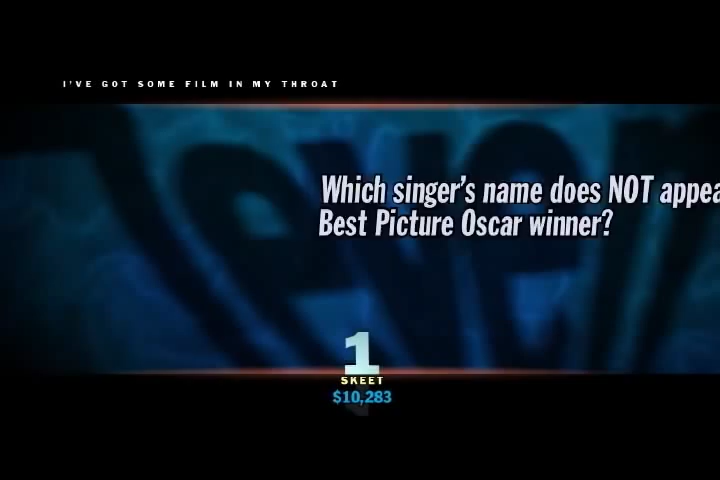 I'VE GOT SOME FILM IN MY THROAT
Which singer's name does NOT appea
Best Picture Oscar winner?
1
SKEET
$10,283